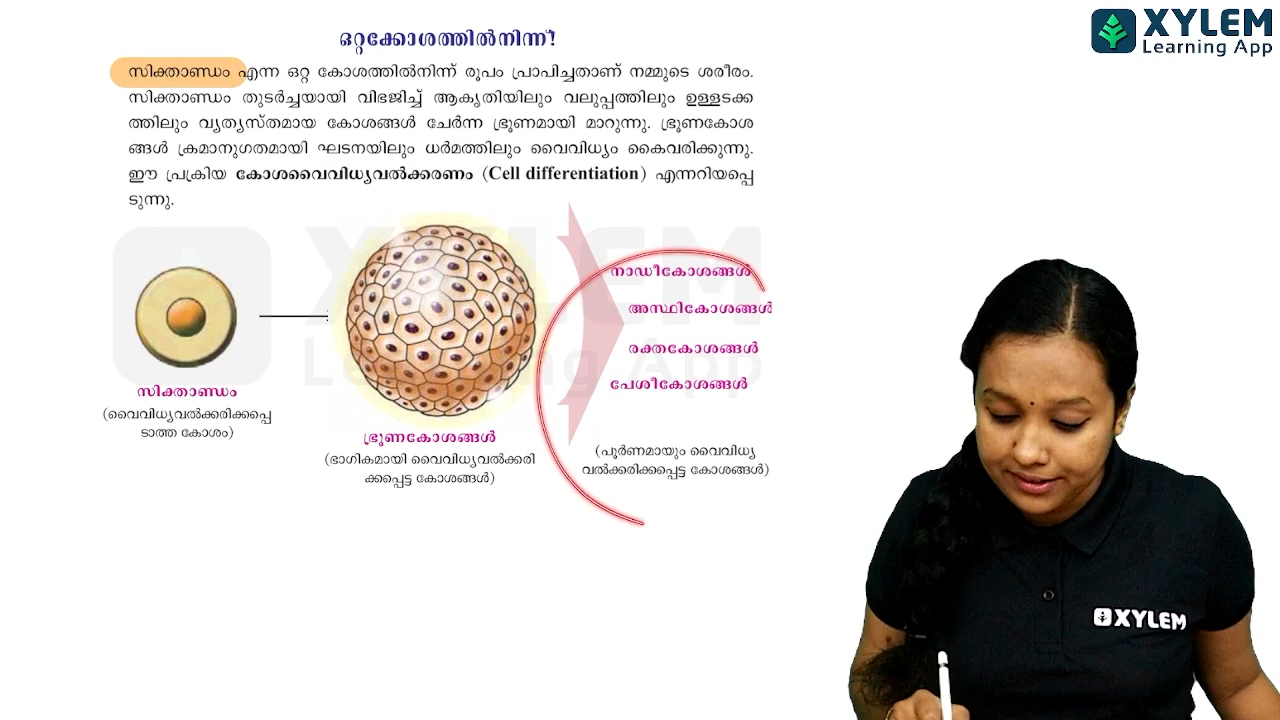 XYLEM
Learning App
ഒറ്റക്കോശത്തിൽനിന്ന്!
സിക്താണ്ഡം എന്ന ഒറ്റ കോശത്തിൽനിന്ന് രൂപം പ്രാപിച്ചതാണ് നമ്മുടെ ശരീരം.
സിക്താണ്ഡം തുടർച്ചയായി വിഭജിച്ച് ആകൃതിയിലും വലുപ്പത്തിലും ഉള്ളടക്ക
ത്തിലും വ്യത്യസ്തമായ കോശങ്ങൾ ചേർന്ന ഭ്രൂണമായി മാറുന്നു. ഭ്രൂണകോശ
ങ്ങൾ ക്രമാനുഗതമായി ഘടനയിലും ധർമത്തിലും വൈവിധ്യം കൈവരിക്കുന്നു.
ഈ പ്രക്രിയ കോശവൈവിധ്യവൽക്കരണം (Cell differentiation) എന്നറിയപ്പെ
ടുന്നു.
XYLEM
Learning App
സിക്താണ്ഡം
(വൈവിധ്യവൽക്കരിക്കപ്പെ
ടാത്ത കോശം)
ഭ്രൂണകോശങ്ങൾ
(ഭാഗികമായി വൈവിധ്യവൽക്കരി
ക്കപ്പെട്ട കോശങ്ങൾ)
നാഡീകോശങ്ങൾ
അസ്ഥികോശങ്ങൾ
രക്തകോശങ്ങൾ
പേശീകോശങ്ങൾ
(പൂർണമായും വൈവിധ്യ
വൽക്കരിക്കപ്പെട്ട കോശങ്ങൾ)
XYLEM